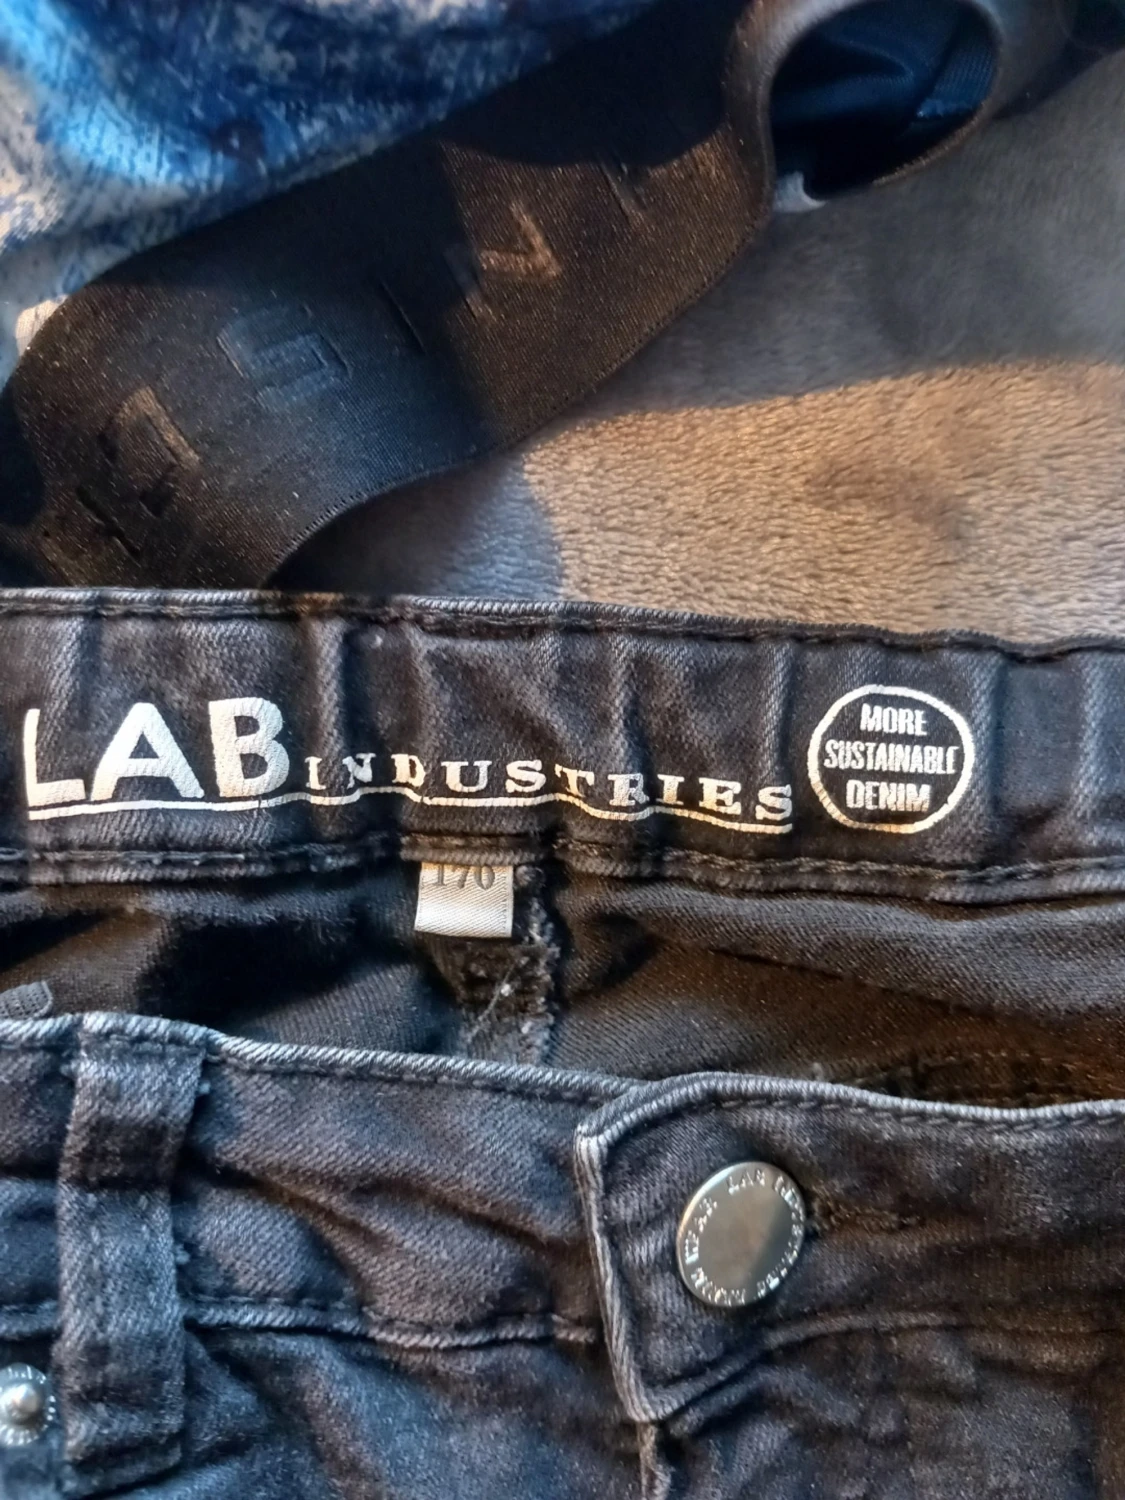 LAB INDUSTRIES
MORE
SUSTAINABLE
DENIM
170